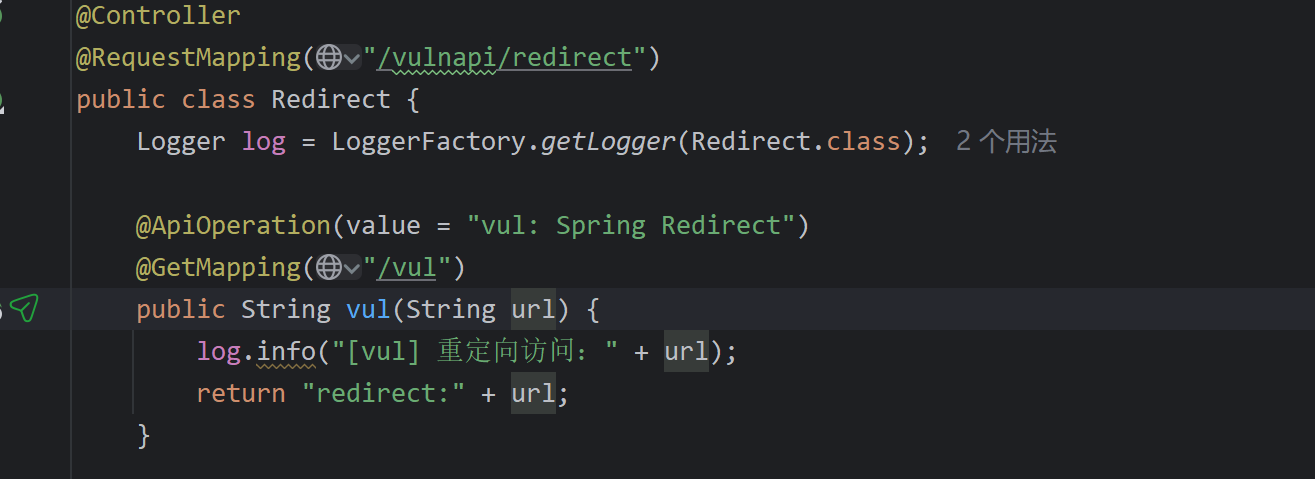 @Controller
@RequestMapping("/vulnapi/redirect")
public class Redirect {
Logger log = LoggerFactory.getLogger(Redirect.class); 2 个用法
@ApiOperation(value = "vul: Spring Redirect")
@GetMapping("/vul")
public String vul(String url) {
log.info("[vul] 重定向访问：" + url);
return "redirect:" + url;
}